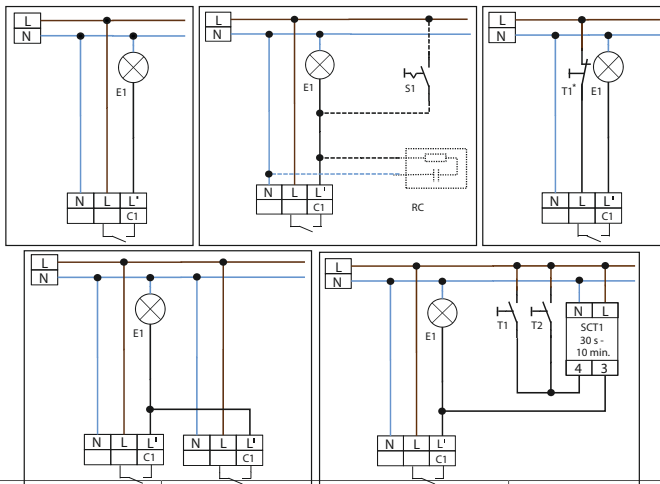 L
N
E1
N L L'
C1
L
N
E1
S1
RC
N L L'
C1
L
N
T1* E1
N L L'
C1
L
N
E1
N L L'
C1
N L L'
C1
L
N
E1
T1 T2
N L
SCT1
30 s -
10 min.
4 3
N L L'
C1